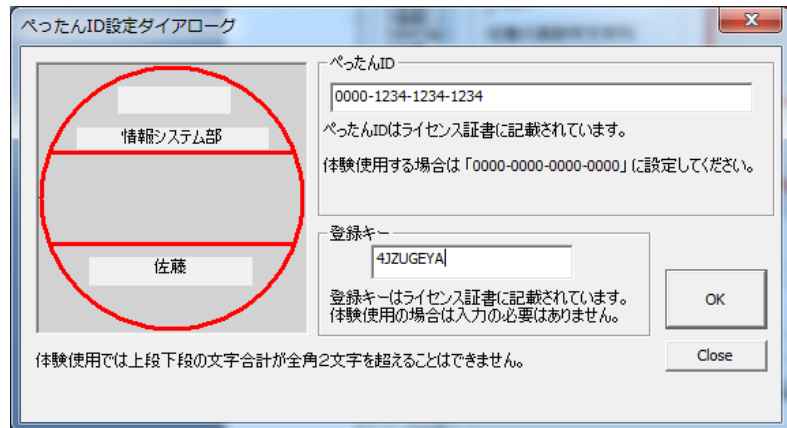 ぺったんID設定ダイアローグ
ぺったんID
0000-1234-1234-1234
ぺったんIDはライセンス証書に記載されています。
体験使用する場合は「0000-0000-0000-0000」に設定してください。
情報システム部
佐藤
登録キー
4JZUGEYA
登録キーはライセンス証書に記載されています。
体験使用の場合は入力の必要はありません。
OK
Close
体験使用では上段下段の文字合計が全角2文字を超えることはできません。